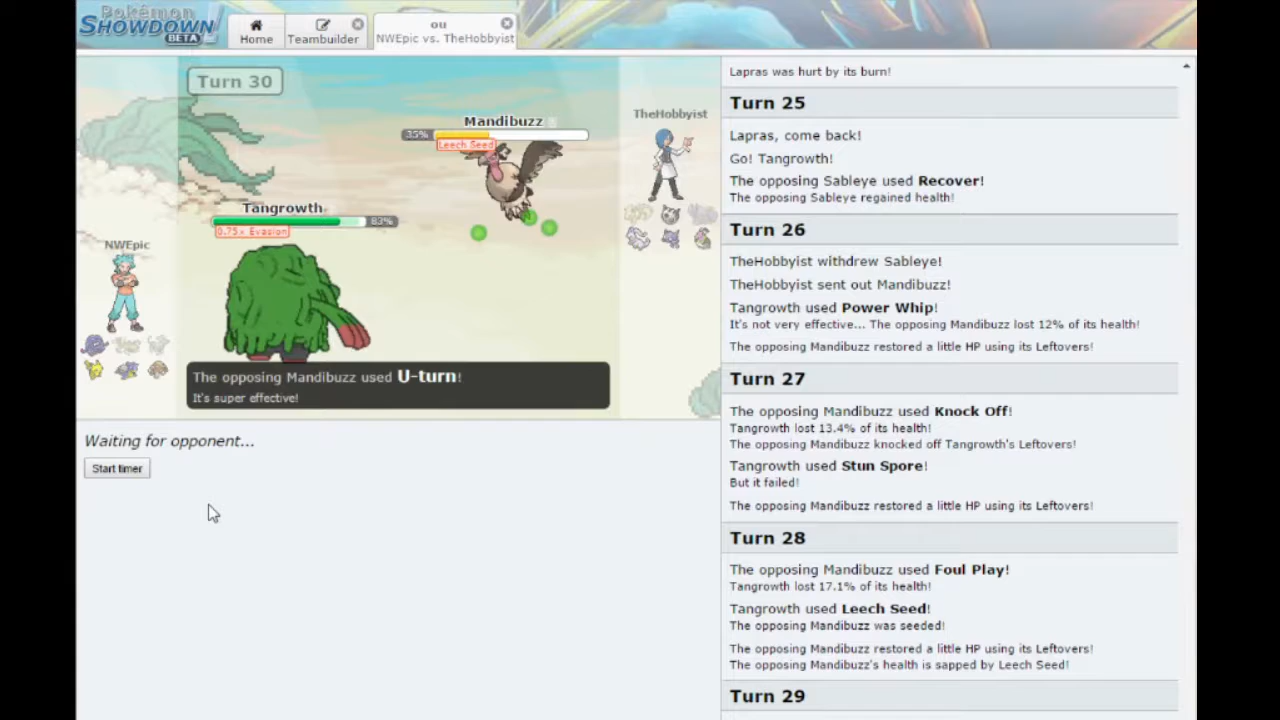 Pokémon
SHOWDOWN
BETA
Home
Teambuilder
ou
NWEpic vs. TheHobbyist
Turn 30
Mandibuzz
35%
Leech Seed
TheHobbyist
Tangrowth
83%
0.75× Evasion
NWEpic
The opposing Mandibuzz used U-turn!
It's super effective!
Waiting for opponent...
Start timer
Lapras was hurt by its burn!
Turn 25
Lapras, come back!
Go! Tangrowth!
The opposing Sableye used Recover!
The opposing Sableye regained health!
Turn 26
TheHobbyist withdrew Sableye!
TheHobbyist sent out Mandibuzz!
Tangrowth used Power Whip!
It's not very effective... The opposing Mandibuzz lost 12% of its health!
The opposing Mandibuzz restored a little HP using its Leftovers!
Turn 27
The opposing Mandibuzz used Knock Off!
Tangrowth lost 13.4% of its health!
The opposing Mandibuzz knocked off Tangrowth's Leftovers!
Tangrowth used Stun Spore!
But it failed!
The opposing Mandibuzz restored a little HP using its Leftovers!
Turn 28
The opposing Mandibuzz used Foul Play!
Tangrowth lost 17.1% of its health!
Tangrowth used Leech Seed!
The opposing Mandibuzz was seeded!
The opposing Mandibuzz restored a little HP using its Leftovers!
The opposing Mandibuzz's health is sapped by Leech Seed!
Turn 29